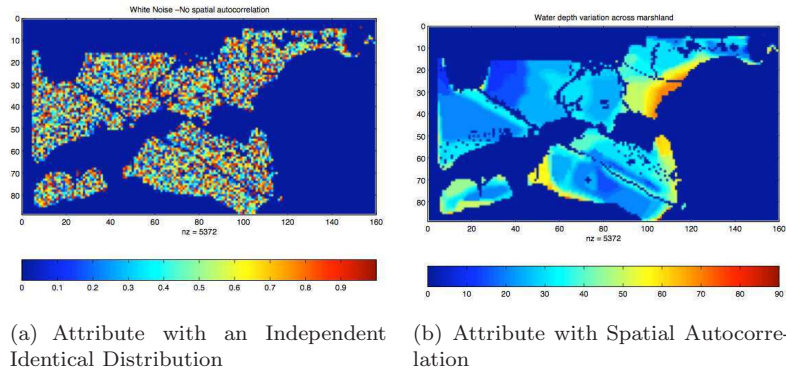 White Noise –No spatial autocorrelation
0
10
20
30
40
50
60
70
80
0 20 40 60 80 100 120 140 160
nz = 5372
0 0.1 0.2 0.3 0.4 0.5 0.6 0.7 0.8 0.9
(a) Attribute with an Independent
Identical Distribution
Water depth variation across marshland
0
10
20
30
40
50
60
70
80
0 20 40 60 80 100 120 140 160
nz = 5372
0 10 20 30 40 50 60 70 80 90
(b) Attribute with Spatial Autocorre-
lation